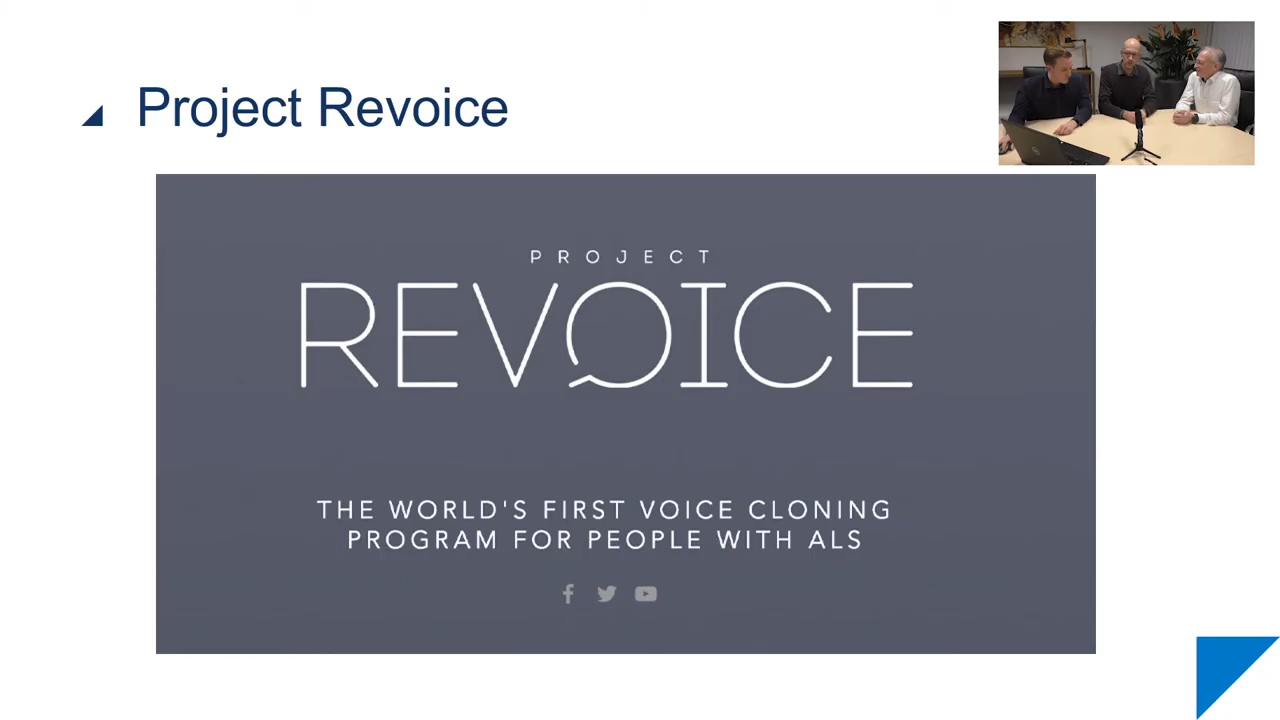 Project Revoice
PROJECT
REVOICE
THE WORLD'S FIRST VOICE CLONING
PROGRAM FOR PEOPLE WITH ALS